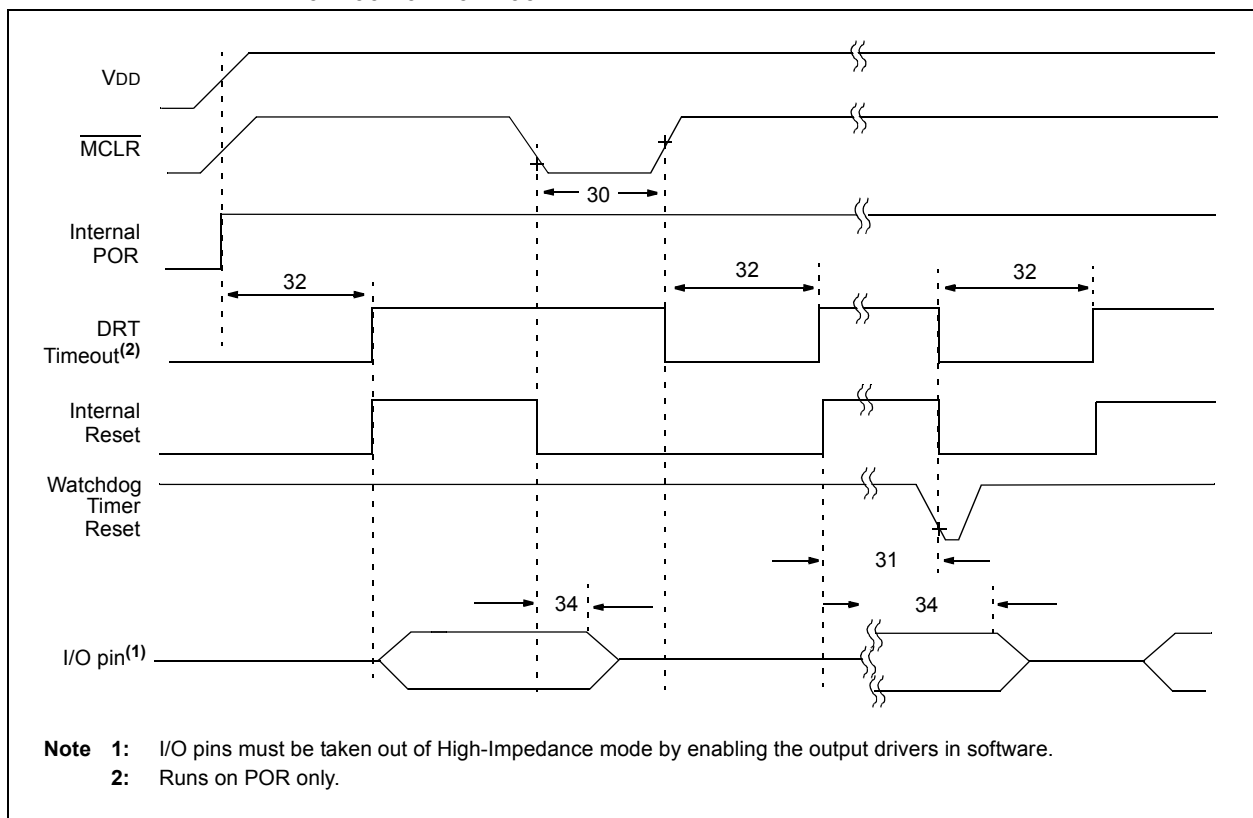 VDD
MCLR
30
Internal
POR
32
32
32
DRT
Timeout(2)
Internal
Reset
Watchdog
Timer
Reset
31
34
34
I/O pin(1)
Note 1: I/O pins must be taken out of High-Impedance mode by enabling the output drivers in software.
2: Runs on POR only.